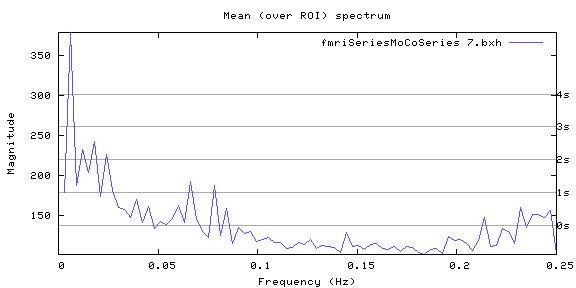 Mean (over ROI) spectrum
fmriSeriesMoCoSeries 7.bxh
350
300
250
200
150
4s
3s
2s
1s
0s
Magnitude
0 0.05 0.1 0.15 0.2 0.25
Frequency (Hz)